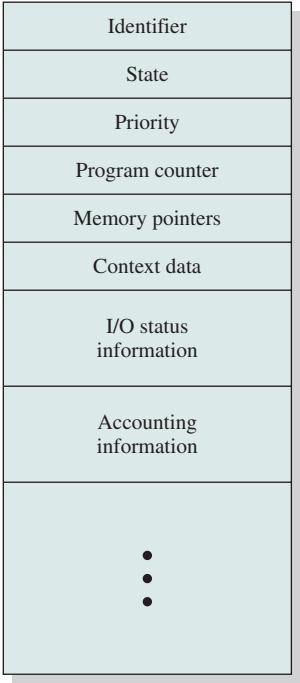 Identifier
State
Priority
Program counter
Memory pointers
Context data
I/O status
information
Accounting
information